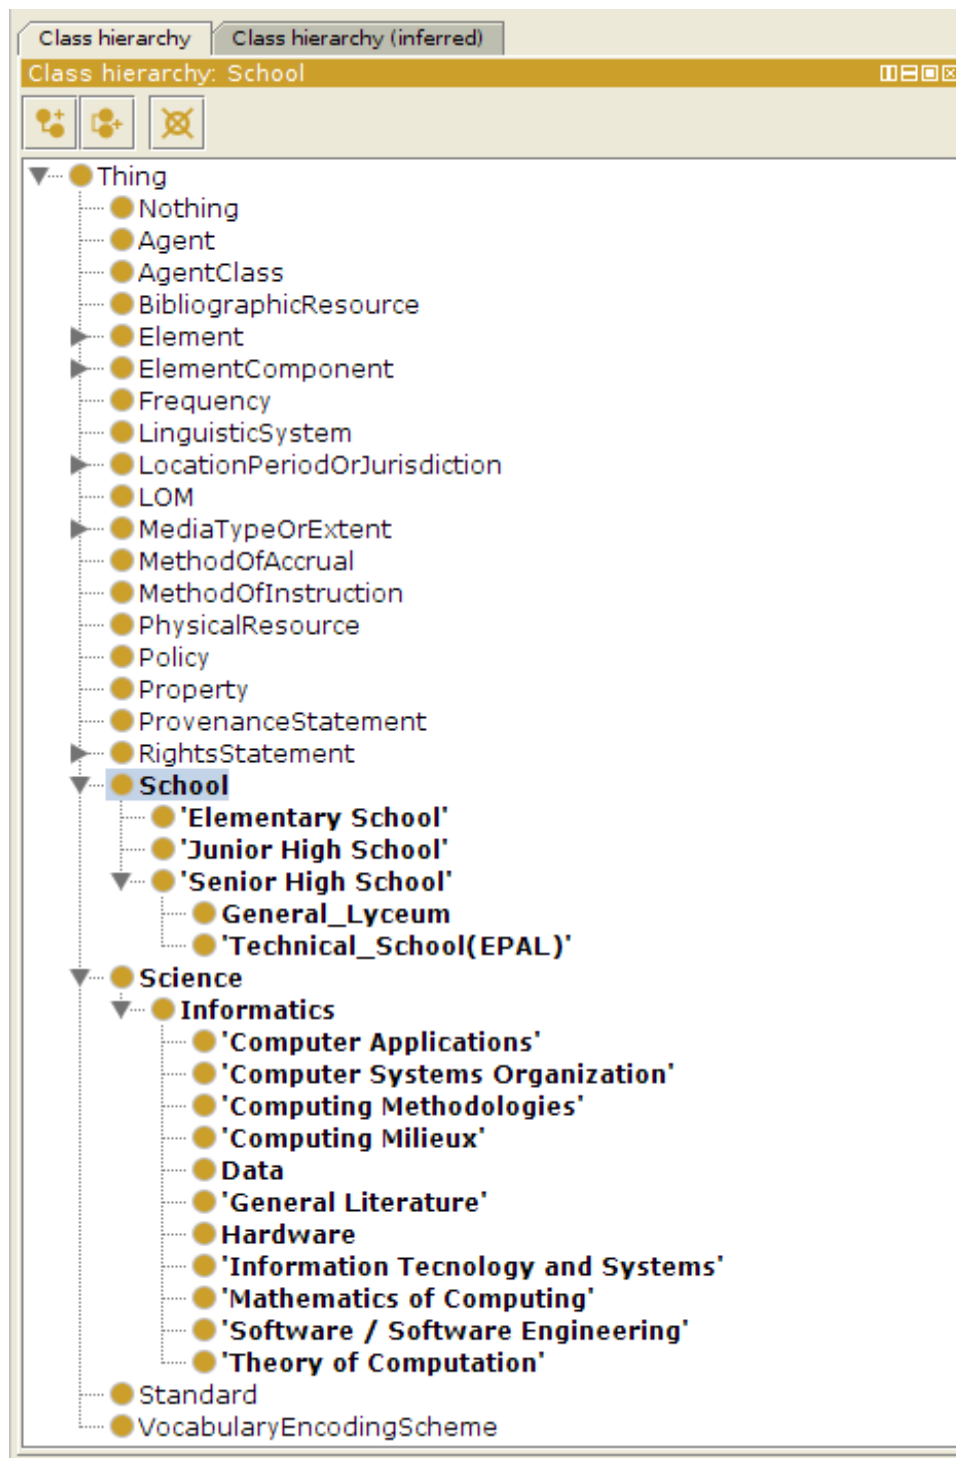 Class hierarchy Class hierarchy (inferred)
Class hierarchy: School
Thing
Nothing
Agent
AgentClass
BibliographicResource
Element
ElementComponent
Frequency
LinguisticSystem
LocationPeriodOrJurisdiction
LOM
MediaTypeOrExtent
MethodOfAccrual
MethodOfInstruction
PhysicalResource
Policy
Property
ProvenanceStatement
RightsStatement
School
'Elementary School'
'Junior High School'
'Senior High School'
General_Lyceum
'Technical_School(EPAL)'
Science
Informatics
'Computer Applications'
'Computer Systems Organization'
'Computing Methodologies'
'Computing Milieux'
Data
'General Literature'
Hardware
'Information Tecnology and Systems'
'Mathematics of Computing'
'Software / Software Engineering'
'Theory of Computation'
Standard
VocabularyEncodingScheme